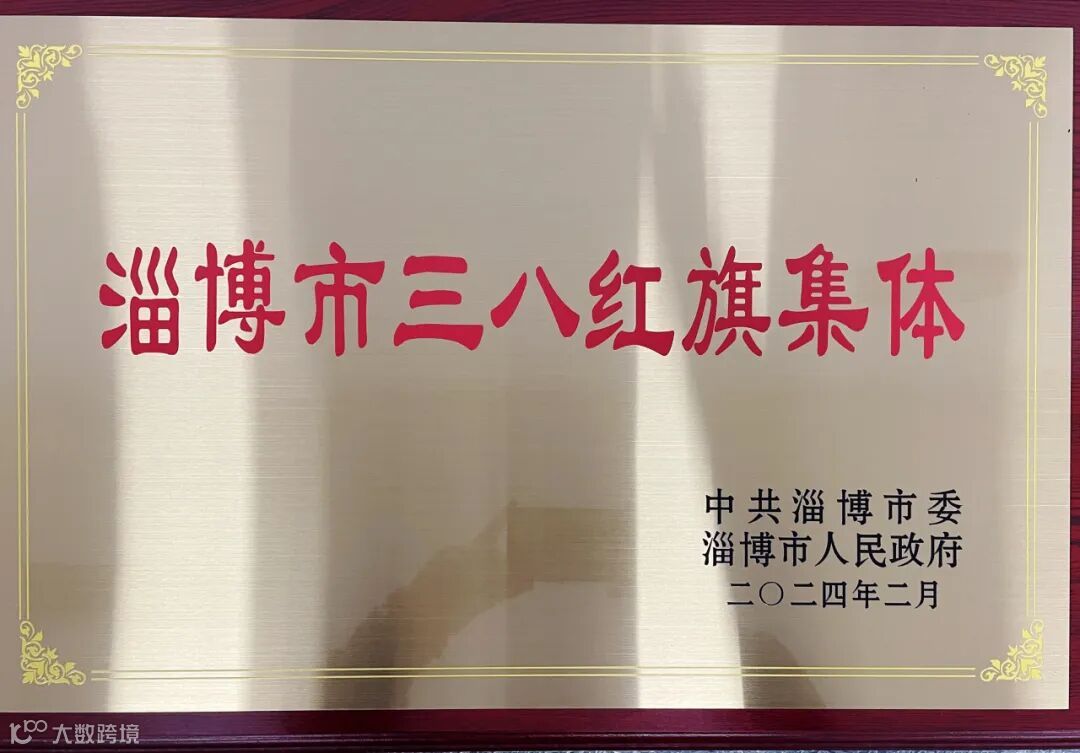 淄博市三八红旗集体
中共淄博市委
淄博市人民政府
二〇二四年二月
大数跨境